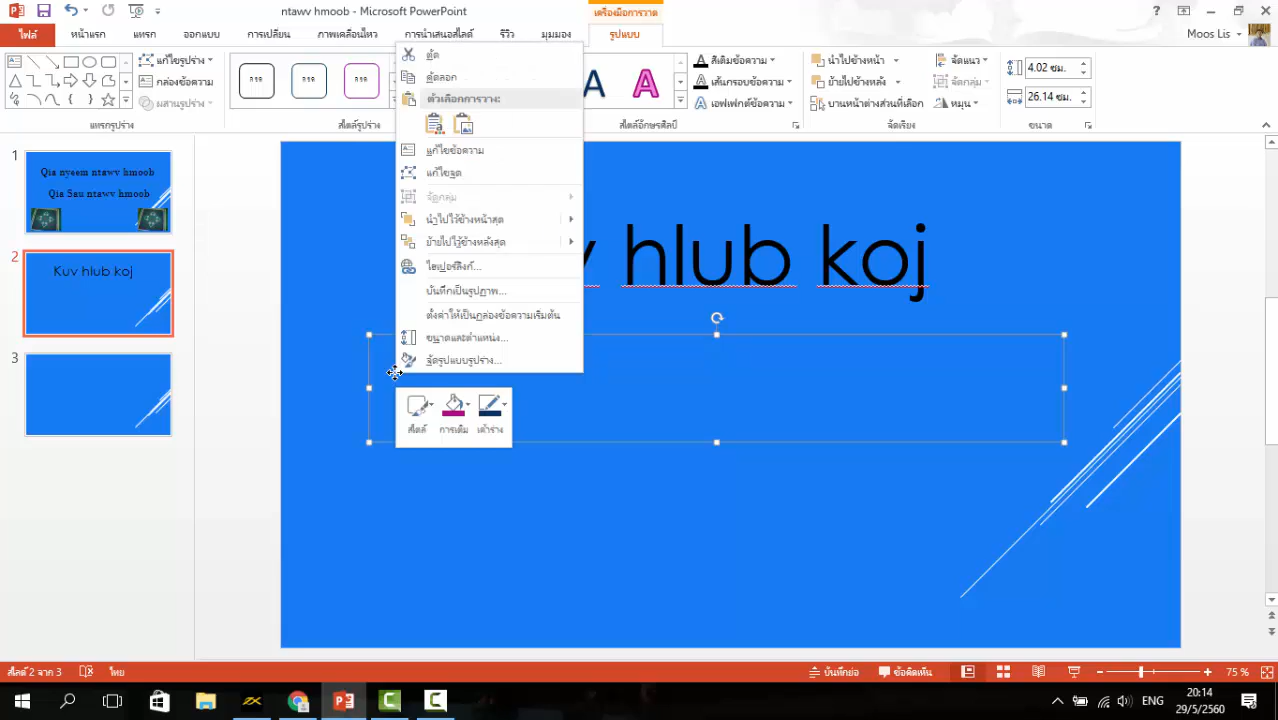 ntawv hmoob - Microsoft PowerPoint
เครื่องมือการวาด
ไฟล์ หน้าแรก แทรก ออกแบบ การเปลี่ยน ภาพเคลื่อนไหว การนำเสนอสไลด์ รีวิว มุมมอง รูปแบบ
Moos Lis
แก้ไขรูปร่าง
กล่องข้อความ
ผสานรูปร่าง
แทรกรูปร่าง
กขค กขค กขค
สไตล์รูปร่าง
A A
สีเติมข้อความ
เส้นกรอบข้อความ
เอฟเฟ็กต์ข้อความ
สไตล์อักษรศิลป์
นำไปไว้ข้างหน้า
ย้ายไปไว้ข้างหลัง
บานหน้าต่างส่วนที่เลือก
จัดแนว
จัดกลุ่ม
หมุน
จัดเรียง
4.02 ซม.
26.14 ซม.
ขนาด
ตัด
คัดลอก
ตัวเลือกการวาง:
แก้ไขข้อความ
แก้ไขจุด
จัดกลุ่ม
นำไปไว้ข้างหน้าสุด
ย้ายไปไว้ข้างหลังสุด
ไฮเปอร์ลิงก์...
บันทึกเป็นรูปภาพ...
ตั้งค่าให้เป็นกล่องข้อความเริ่มต้น
ขนาดและตำแหน่ง...
จัดรูปแบบรูปร่าง...
สไตล์ การเติม เค้าร่าง
1
Qia nyeem ntawv hmoob
Qia Sau ntawv hmoob
2
Kuv hlub koj
3
v hlub koj
สไลด์ 2 จาก 3 ไทย
บันทึกย่อ ข้อคิดเห็น 75 %
ENG
20:14
29/5/2560